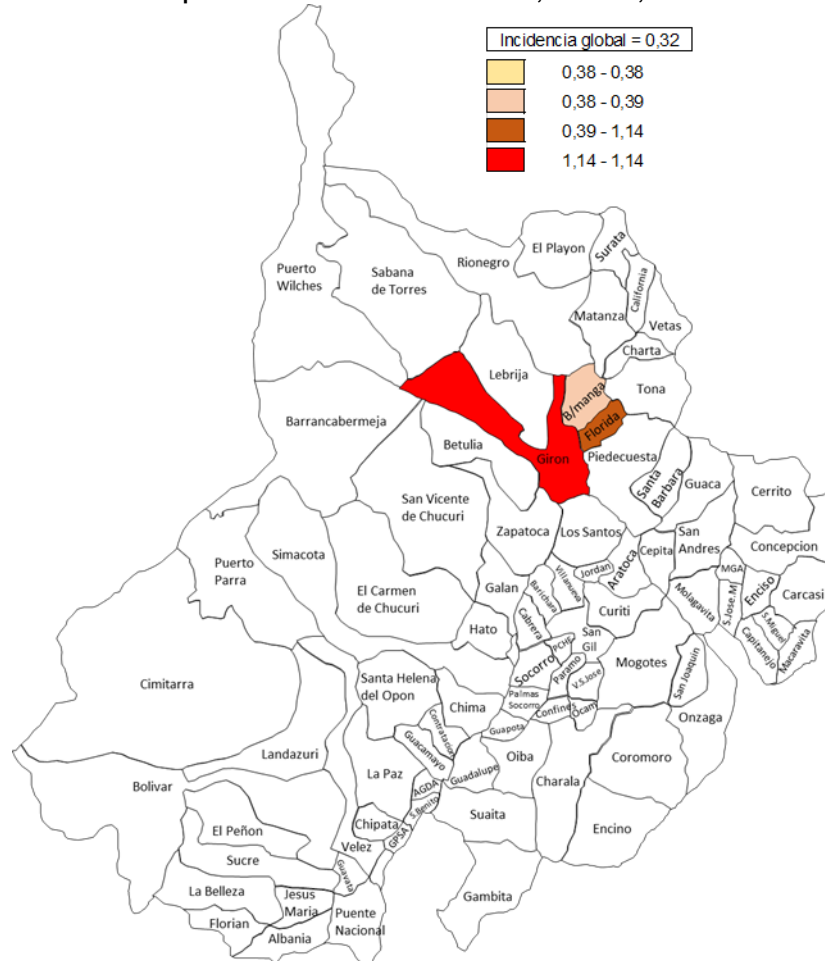 Incidencia global = 0,32
0,38 - 0,38
0,38 - 0,39
0,39 - 1,14
1,14 - 1,14
El Playon
Surata
Rionegro
California
Puerto
Wilches
Sabana
de Torres
Matanza
Vetas
Charta
Lebrija
Tona
B/manga
Barrancabermeja
Florida
Betulia
Giron
Piedecuesta
Santa
Barbara
Guaca
Cerrito
San Vicente
de Chucuri
Zapatoca
Los Santos
San
Andres
Cepita
Concepcion
Simacota
Puerto
Parra
Aratoca
Jordan
MGA
Enciso
El Carmen
de Chucuri
Galan
Villanueva
Barichara
Curiti
Molagavita
S.Jose.MI
Carcasi
Cabrera
S.Miguel
Hato
San
Gil
PCHE
Capitanejo
Macaravita
Socorro
Paramo
Mogotes
San Joaquin
Cimitarra
Santa Helena
del Opon
V.S.Jose
Chima
Palmas
Socorro
Confines
Ocam
Onzaga
Contratacion
Guapota
Guacamayo
Landazuri
Oiba
Coromoro
La Paz
Guadalupe
Charala
Bolivar
AGDA
S.Benito
Suaita
Chipata
El Peñon
GPSA
Encino
Velez
Sucre
Guavata
La Belleza
Jesus
Maria
Gambita
Florian
Puente
Nacional
Albania